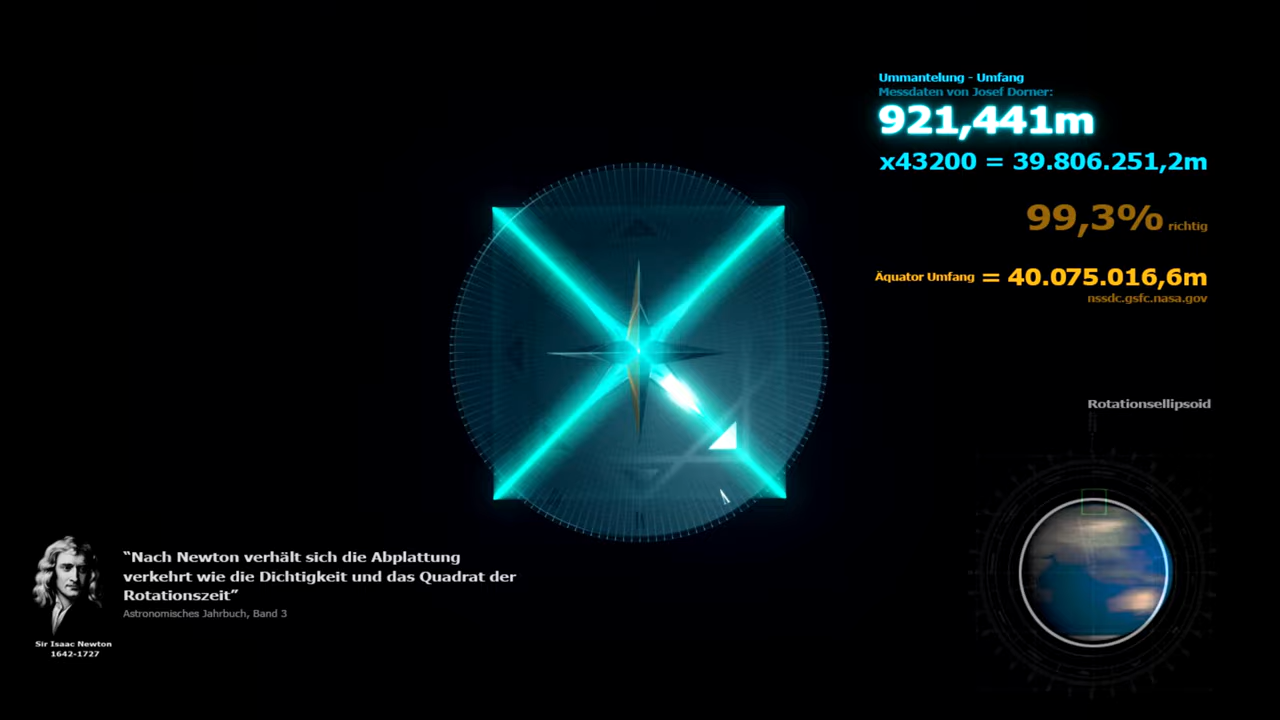 Ummantelung - Umfang
Messdaten von Josef Dorner:
921,441m
x43200 = 39.806.251,2m
99,3% richtig
Äquator Umfang = 40.075.016,6m
nssdc.gsfc.nasa.gov
Rotationsellipsoid
“Nach Newton verhält sich die Abplattung
verkehrt wie die Dichtigkeit und das Quadrat der
Rotationszeit”
Astronomisches Jahrbuch, Band 3
Sir Isaac Newton
1642-1727